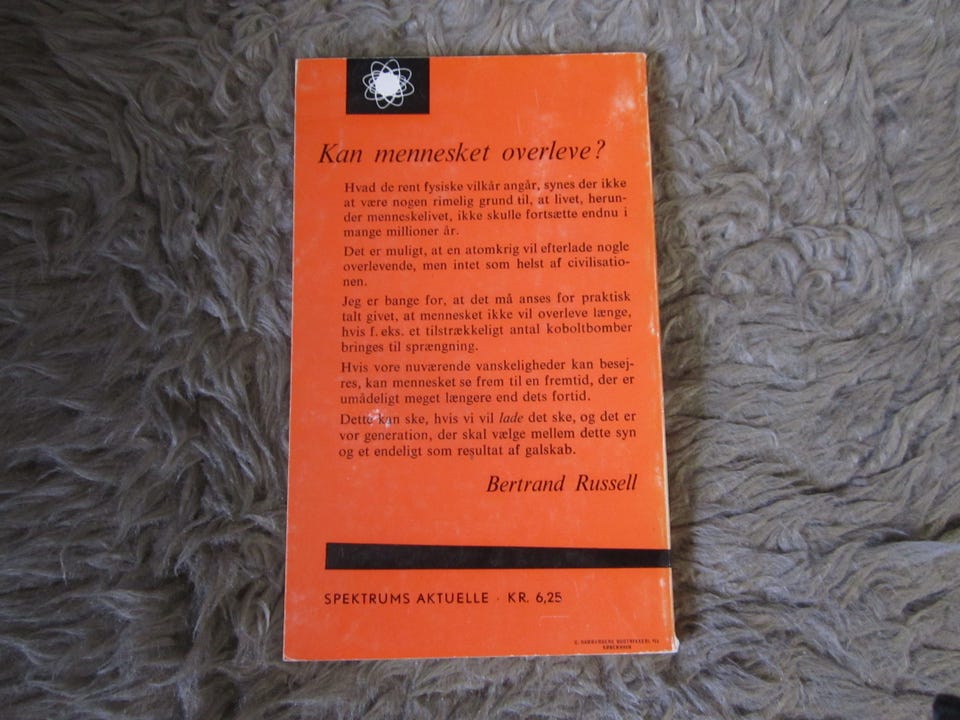 Kan mennesket overleve?
Hvad de rent fysiske vilkår angår, synes der ikke
at være nogen rimelig grund til, at livet, herun-
der menneskelivet, ikke skulle fortsætte endnu i
mange millioner år.
Det er muligt, at en atomkrig vil efterlade nogle
overlevende, men intet som helst af civilisatio-
nen.
Jeg er bange for, at det må anses for praktisk
talt givet, at mennesket ikke vil overleve længe,
hvis f. eks. et tilstrækkeligt antal koboltbomber
bringes til sprængning.
Hvis vore nuværende vanskeligheder kan besej-
res, kan mennesket se frem til en fremtid, der er
umådeligt meget længere end dets fortid.
Dette kan ske, hvis vi vil lade det ske, og det er
vor generation, der skal vælge mellem dette syn
og et endeligt som resultat af galskab.
Bertrand Russell
SPEKTRUMS AKTUELLE · KR. 6,25
KØBENHAVN